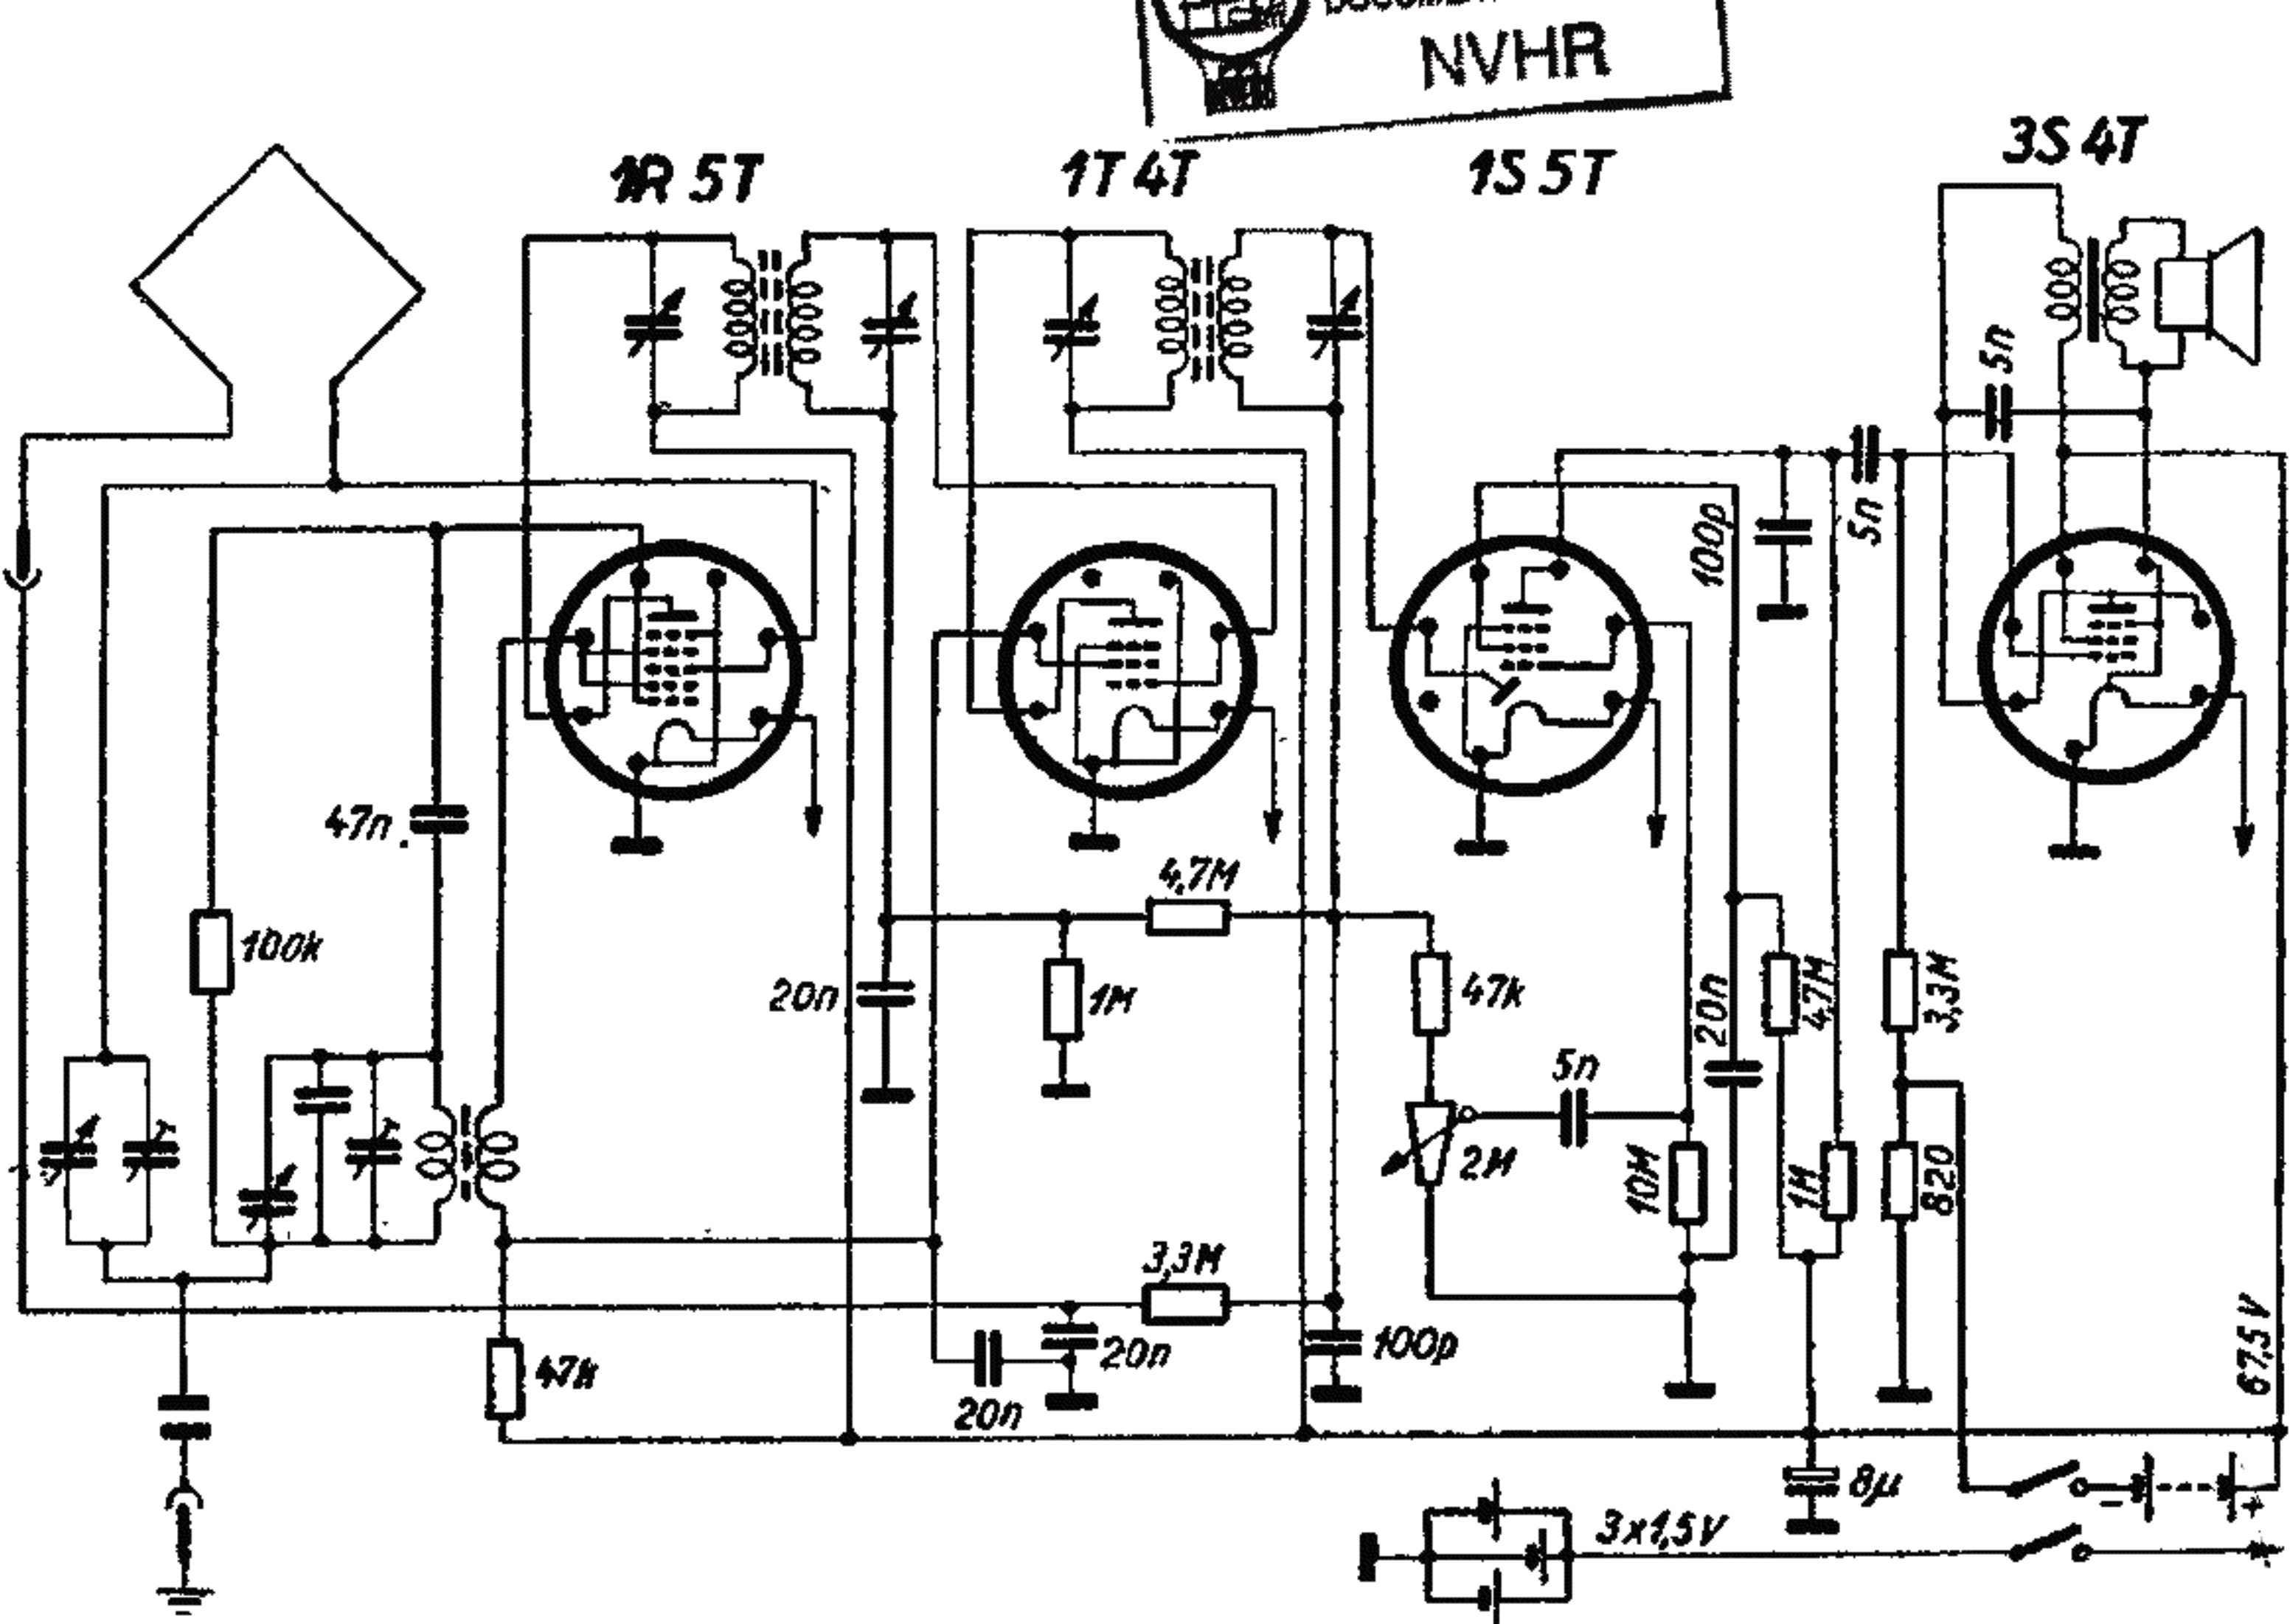 NVHR
1R 5T
1T 4T
1S 5T
3S 4T
5n
100p
5n
47n
4,7M
100k
20n
1M
47k
20n
4,7M
3,3M
5n
2M
10M
1M
820
3,3M
47k
20n
20n
100p
67,5V
8µ
3x1,5V
−
+